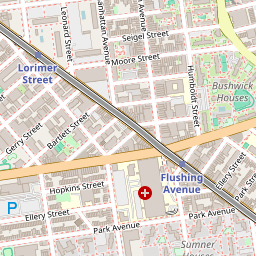 Leonard Street
Manhattan Avenue
Seigel Street
Moore Street
Lorimer
Street
Humboldt Street
Bushwick
Houses
Gerry Street
Bartlett Street
Flushing
Avenue
Hopkins Street
Ellery Street
Ellery Street
P
Park Avenue
Park Avenue
Sumner
Houses